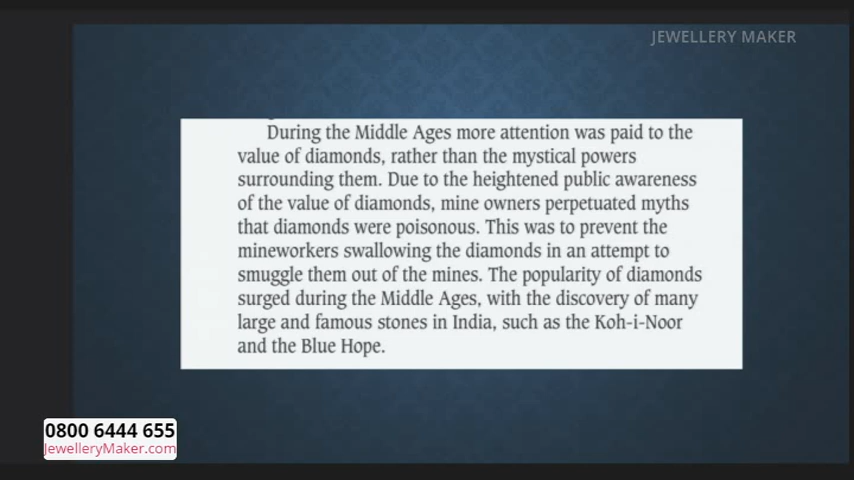 JEWELLERY MAKER
During the Middle Ages more attention was paid to the
value of diamonds, rather than the mystical powers
surrounding them. Due to the heightened public awareness
of the value of diamonds, mine owners perpetuated myths
that diamonds were poisonous. This was to prevent the
mineworkers swallowing the diamonds in an attempt to
smuggle them out of the mines. The popularity of diamonds
surged during the Middle Ages, with the discovery of many
large and famous stones in India, such as the Koh-i-Noor
and the Blue Hope.
0800 6444 655
JewelleryMaker.com